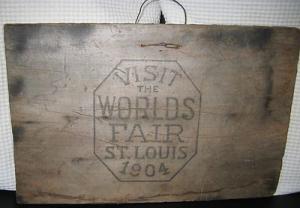 VISIT
THE
WORLDS
FAIR
ST. LOUIS
1904